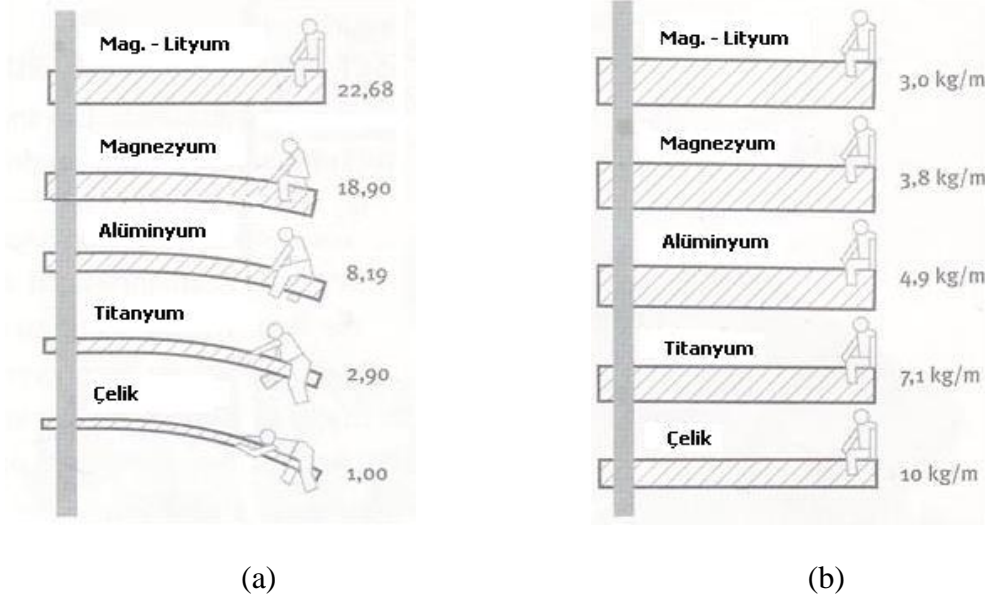 Mag. - Lityum
22,68
Magnezyum
18,90
Alüminyum
8,19
Titanyum
2,90
Çelik
1,00
(a)
Mag. - Lityum
3,0 kg/m
Magnezyum
3,8 kg/m
Alüminyum
4,9 kg/m
Titanyum
7,1 kg/m
Çelik
10 kg/m
(b)